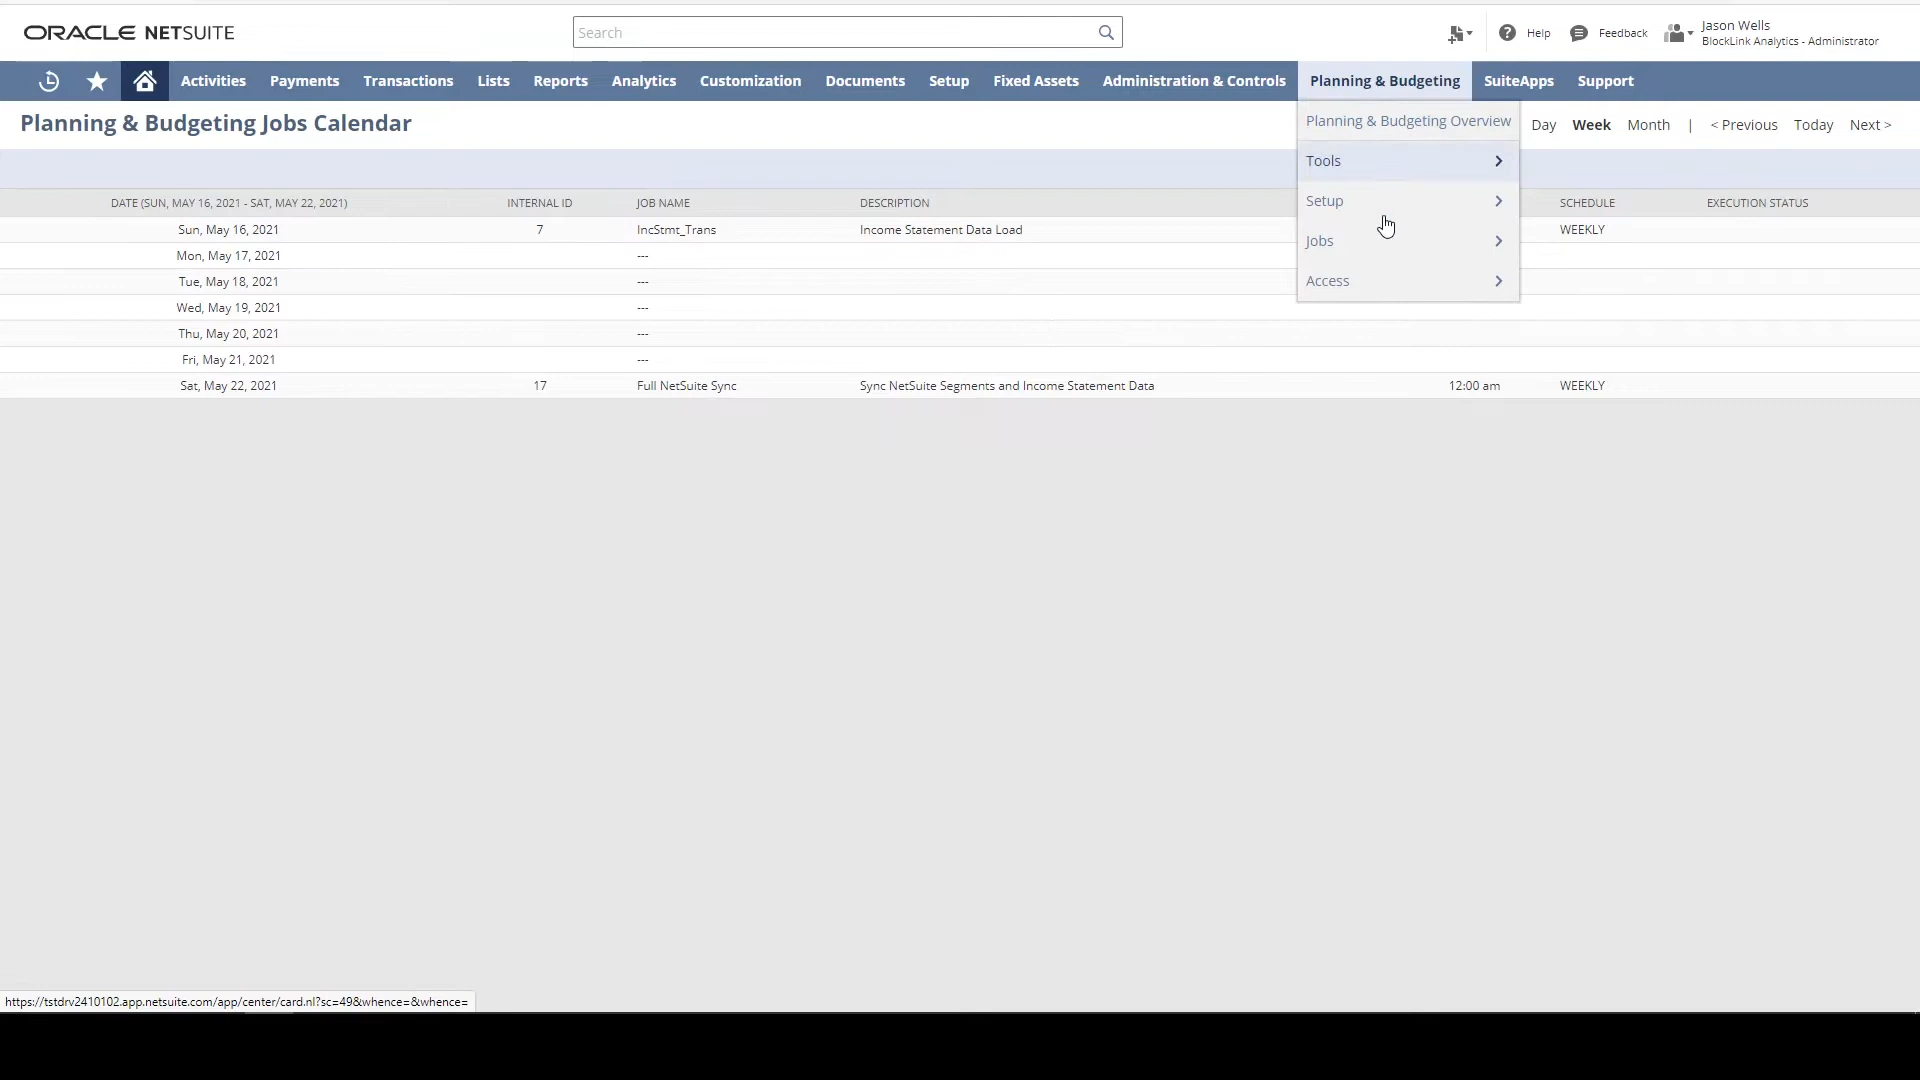 ORACLE NETSUITE
Search
Help
Feedback
Jason Wells
BlockLink Analytics - Administrator
Activities Payments Transactions Lists Reports Analytics Customization Documents Setup Fixed Assets Administration & Controls Planning & Budgeting SuiteApps Support
Planning & Budgeting Jobs Calendar
Planning & Budgeting Overview
Tools
Setup
Jobs
Access
Day Week Month | < Previous Today Next >
DATE (SUN, MAY 16, 2021 - SAT, MAY 22, 2021) INTERNAL ID JOB NAME DESCRIPTION SCHEDULE EXECUTION STATUS
Sun, May 16, 2021 7 IncStmt_Trans Income Statement Data Load WEEKLY
Mon, May 17, 2021 ---
Tue, May 18, 2021 ---
Wed, May 19, 2021 ---
Thu, May 20, 2021 ---
Fri, May 21, 2021 ---
Sat, May 22, 2021 17 Full NetSuite Sync Sync NetSuite Segments and Income Statement Data 12:00 am WEEKLY
https://tstdrv2410102.app.netsuite.com/app/center/card.nl?sc=49&whence=&whence=